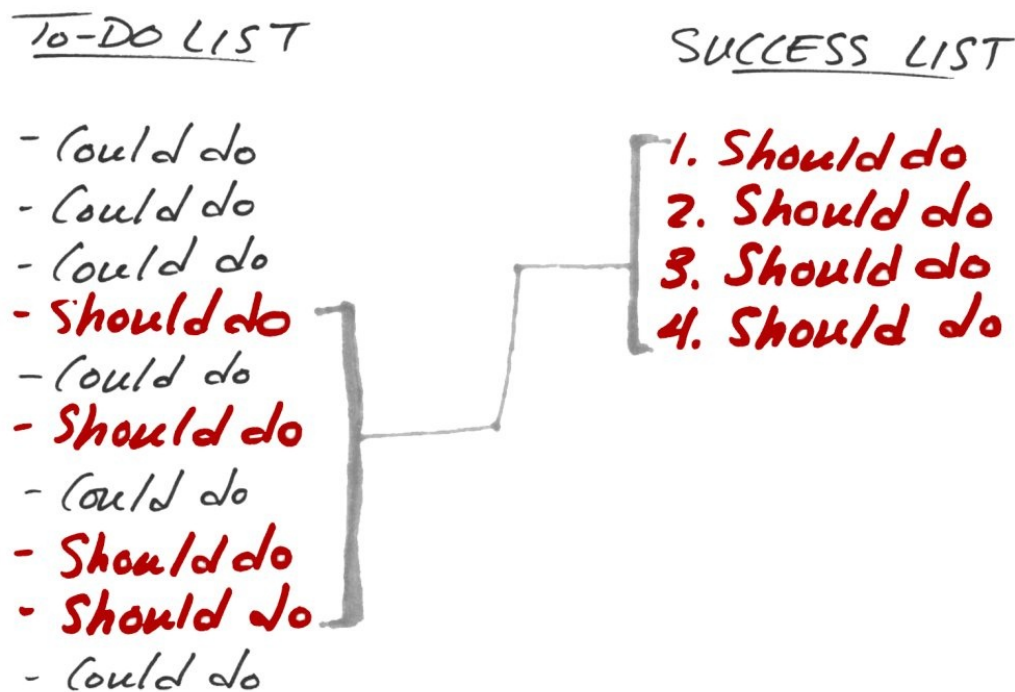 To-DO LIST
- Could do
- Could do
- Could do
- Should do
- Could do
- Should do
- Could do
- Should do
- Should do
- Could do
SUCCESS LIST
1. Should do
2. Should do
3. Should do
4. Should do